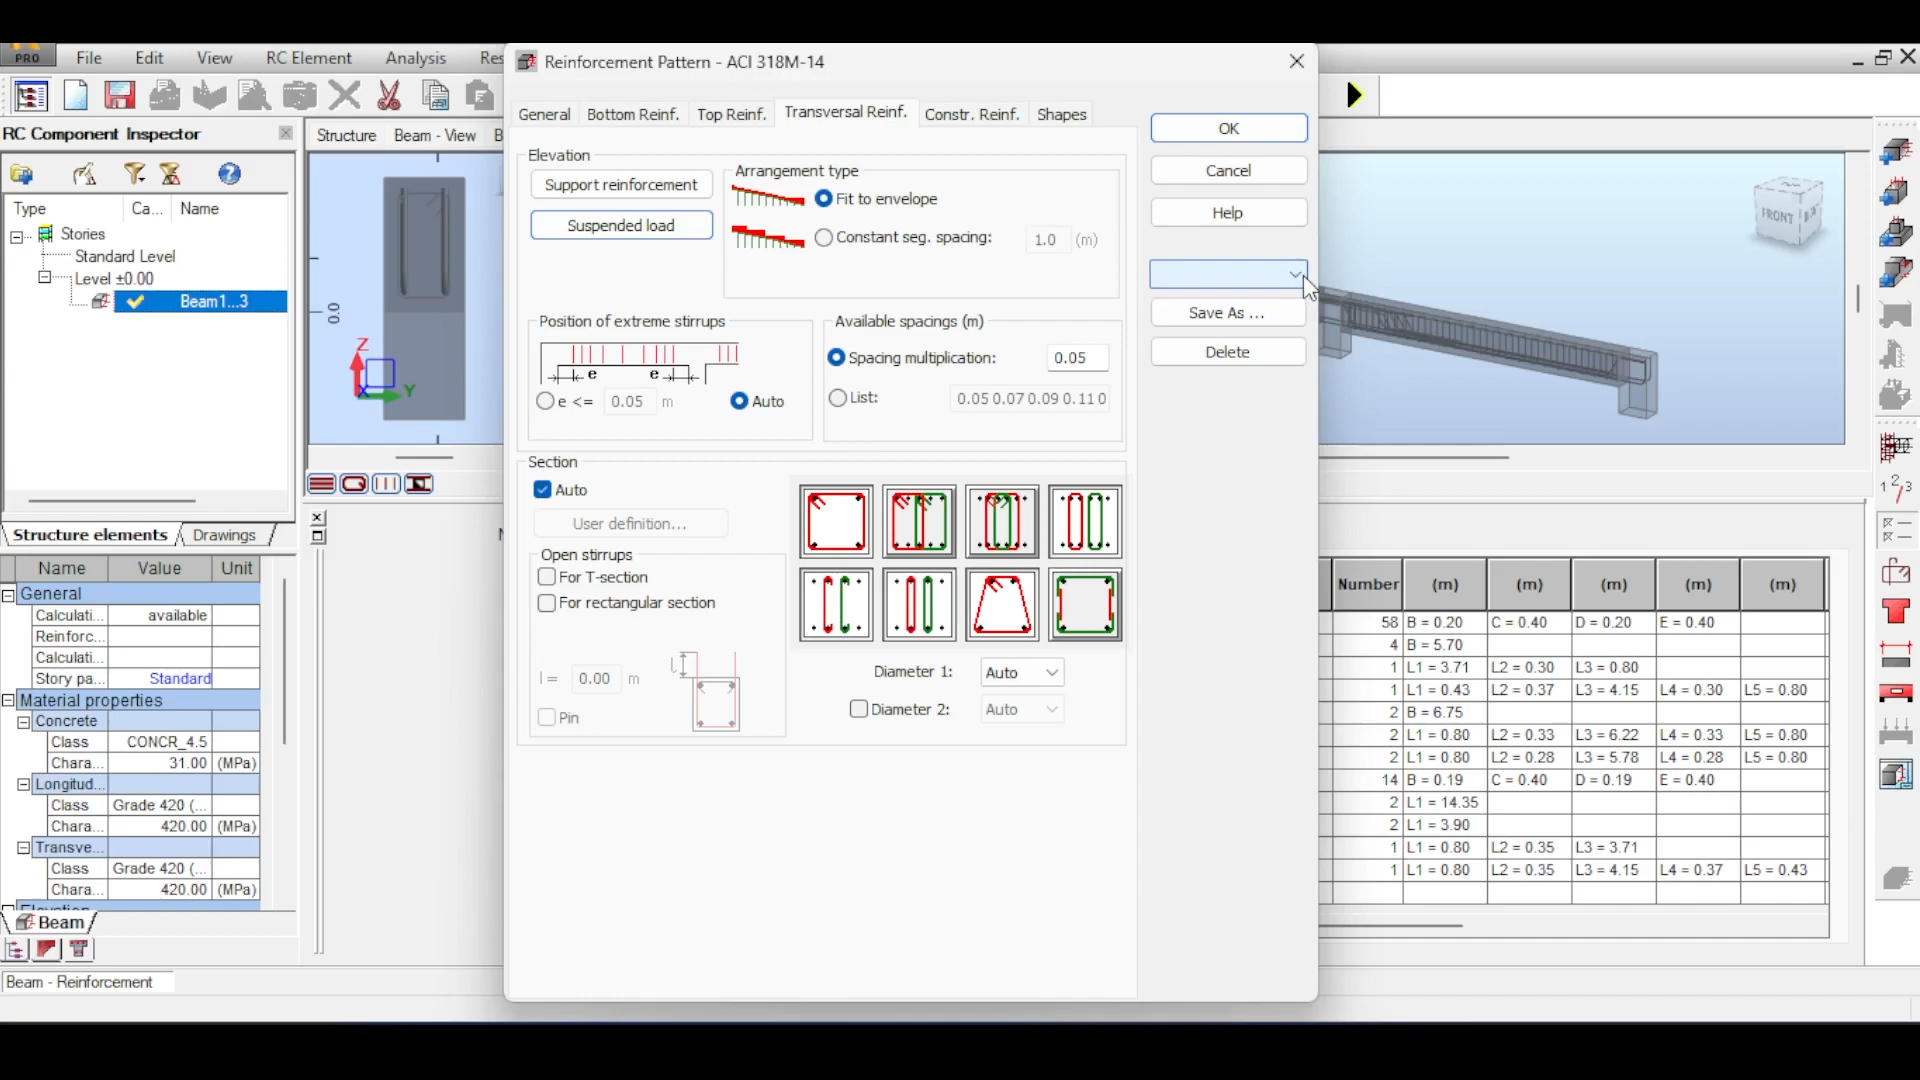 PRO
File Edit View RC Element Analysis Res
Reinforcement Pattern - ACI 318M-14
RC Component Inspector
Type Ca... Name
Stories
Standard Level
Level ±0.00
Beam1...3
Structure elements Drawings
Name Value Unit
General
Calculati... available
Reinforc...
Calculati...
Story pa... Standard
Material properties
Concrete
Class CONCR_4.5
Chara... 31.00 (MPa)
Longitud...
Class Grade 420 (...
Chara... 420.00 (MPa)
Transve...
Class Grade 420 (...
Chara... 420.00 (MPa)
Elevation
Beam
Beam - Reinforcement
Structure Beam - View B
0.0
Z
X Y
General Bottom Reinf. Top Reinf. Transversal Reinf. Constr. Reinf. Shapes
Elevation
Support reinforcement
Suspended load
Arrangement type
Fit to envelope
Constant seg. spacing: 1.0 (m)
Position of extreme stirrups
e e
e <= 0.05 m Auto
Available spacings (m)
Spacing multiplication: 0.05
List: 0.05 0.07 0.09 0.11 0
Section
Auto
User definition...
Open stirrups
For T-section
For rectangular section
l = 0.00 m
l
Pin
Diameter 1: Auto
Diameter 2: Auto
OK
Cancel
Help
Save As ...
Delete
FRONT
1 2/3
Number (m) (m) (m) (m) (m)
58 B = 0.20 C = 0.40 D = 0.20 E = 0.40
4 B = 5.70
1 L1 = 3.71 L2 = 0.30 L3 = 0.80
1 L1 = 0.43 L2 = 0.37 L3 = 4.15 L4 = 0.30 L5 = 0.80
2 B = 6.75
2 L1 = 0.80 L2 = 0.33 L3 = 6.22 L4 = 0.33 L5 = 0.80
2 L1 = 0.80 L2 = 0.28 L3 = 5.78 L4 = 0.28 L5 = 0.80
14 B = 0.19 C = 0.40 D = 0.19 E = 0.40
2 L1 = 14.35
2 L1 = 3.90
1 L1 = 0.80 L2 = 0.35 L3 = 3.71
1 L1 = 0.80 L2 = 0.35 L3 = 4.15 L4 = 0.37 L5 = 0.43